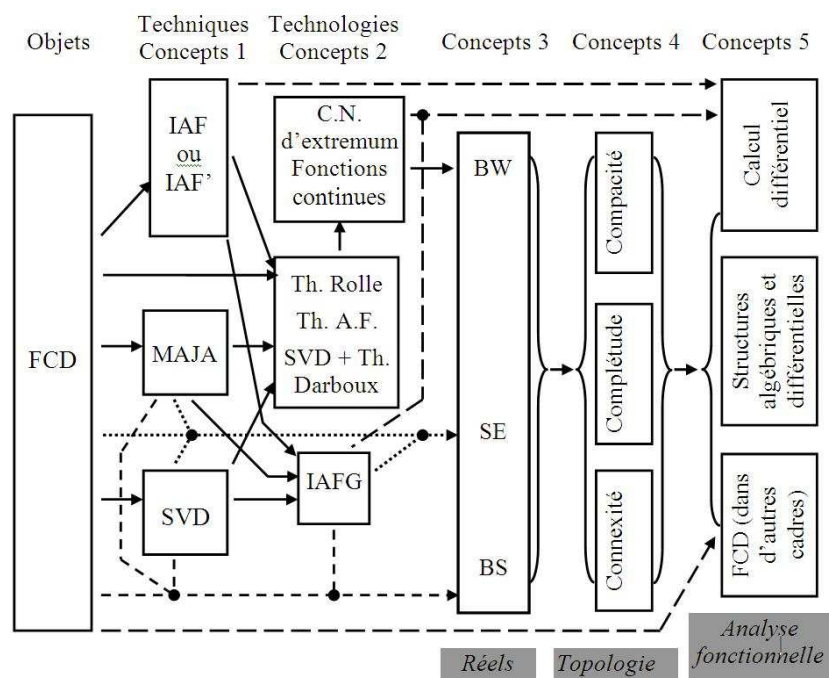 Objets
Techniques
Concepts 1
Technologies
Concepts 2
Concepts 3
Concepts 4
Concepts 5
FCD
IAF
ou
IAF’
MAJA
SVD
C.N.
d’extremum
Fonctions
continues
Th. Rolle
Th. A.F.
SVD + Th.
Darboux
IAFG
BW
SE
BS
Compacité
Complétude
Connexité
Calcul
différentiel
Structures
algébriques et
différentielles
FCD (dans
d’autres
cadres)
Réels
Topologie
Analyse
fonctionnelle